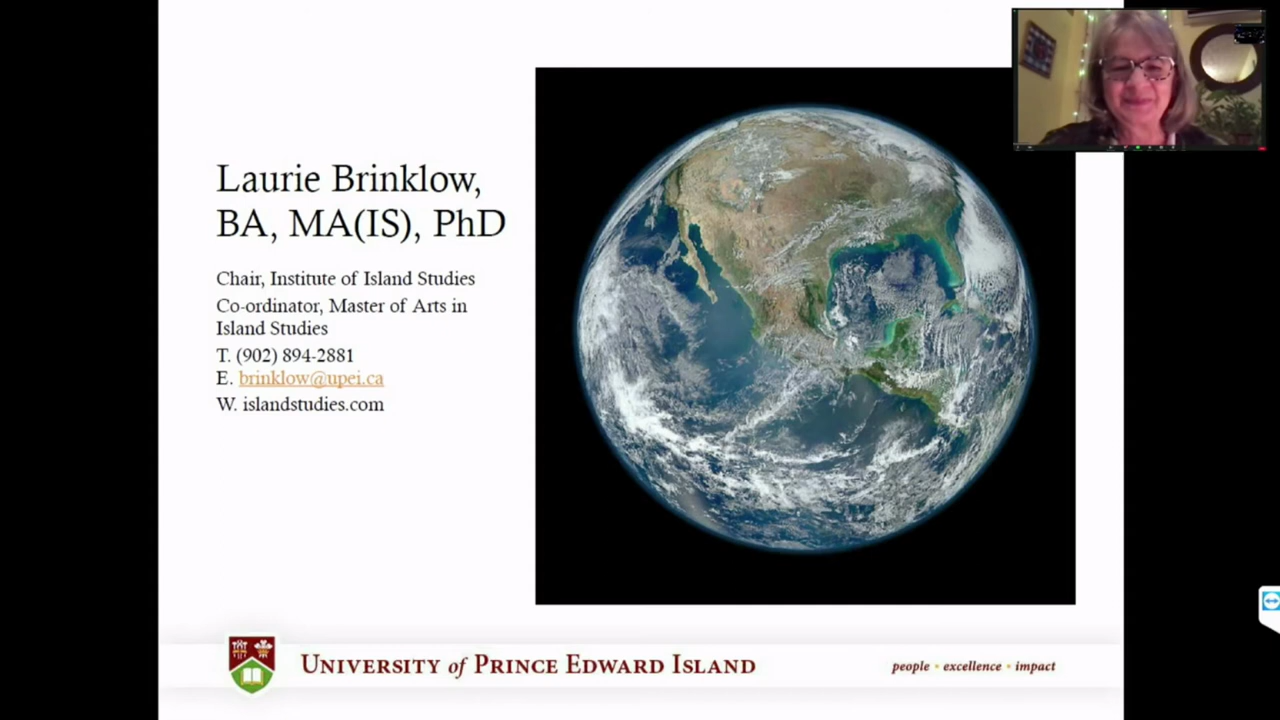 Laurie Brinklow,
BA, MA(IS), PhD
Chair, Institute of Island Studies
Co-ordinator, Master of Arts in
Island Studies
T. (902) 894-2881
E. brinklow@upei.ca
W. islandstudies.com
UNIVERSITY of PRINCE EDWARD ISLAND
people • excellence • impact